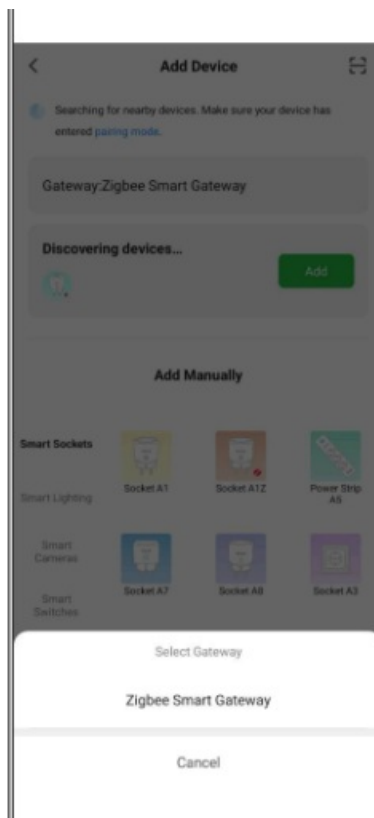 Add Device
Searching for nearby devices. Make sure your device has
entered pairing mode.
Gateway:Zigbee Smart Gateway
Discovering devices...
Add
Add Manually
Smart Sockets
Socket A1
Socket A1Z
Power Strip
A5
Smart Lighting
Smart
Cameras
Socket A7
Socket A8
Socket A3
Smart
Switches
Select Gateway
Zigbee Smart Gateway
Cancel